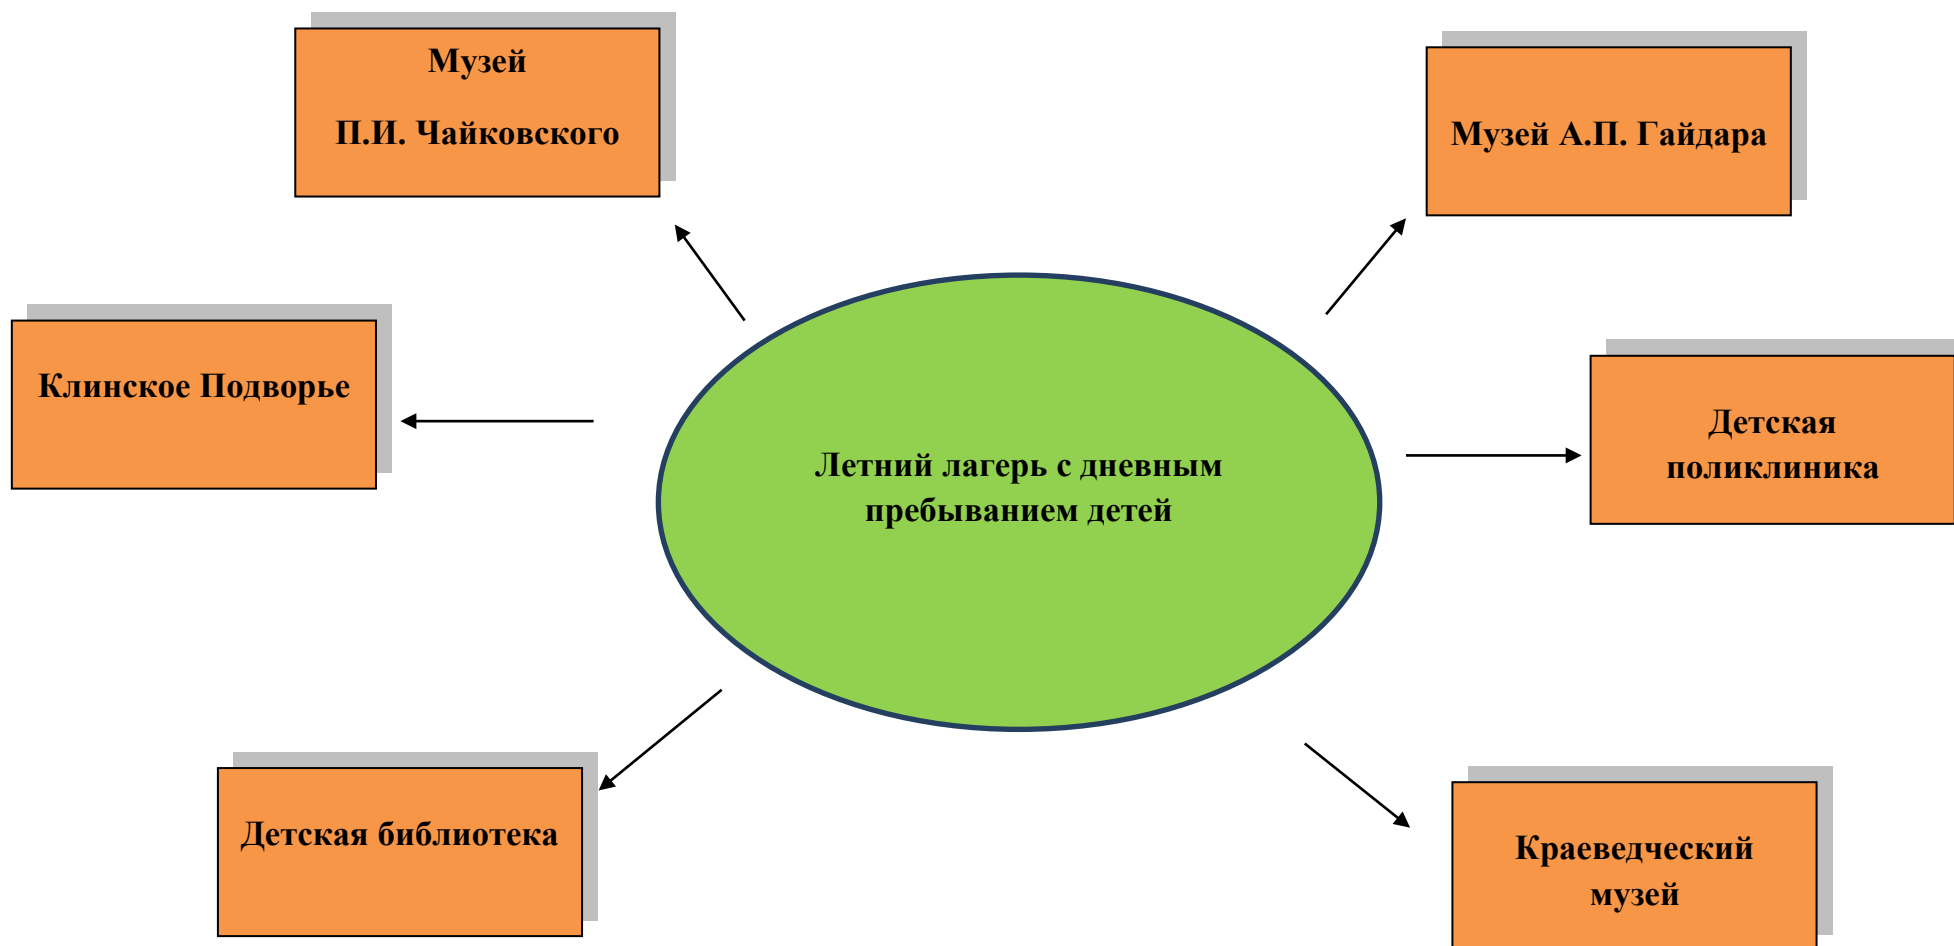 Музей
П.И. Чайковского
Музей А.П. Гайдара
Клинское Подворье
Детская
поликлиника
Летний лагерь с дневным
пребыванием детей
Детская библиотека
Краеведческий
музей